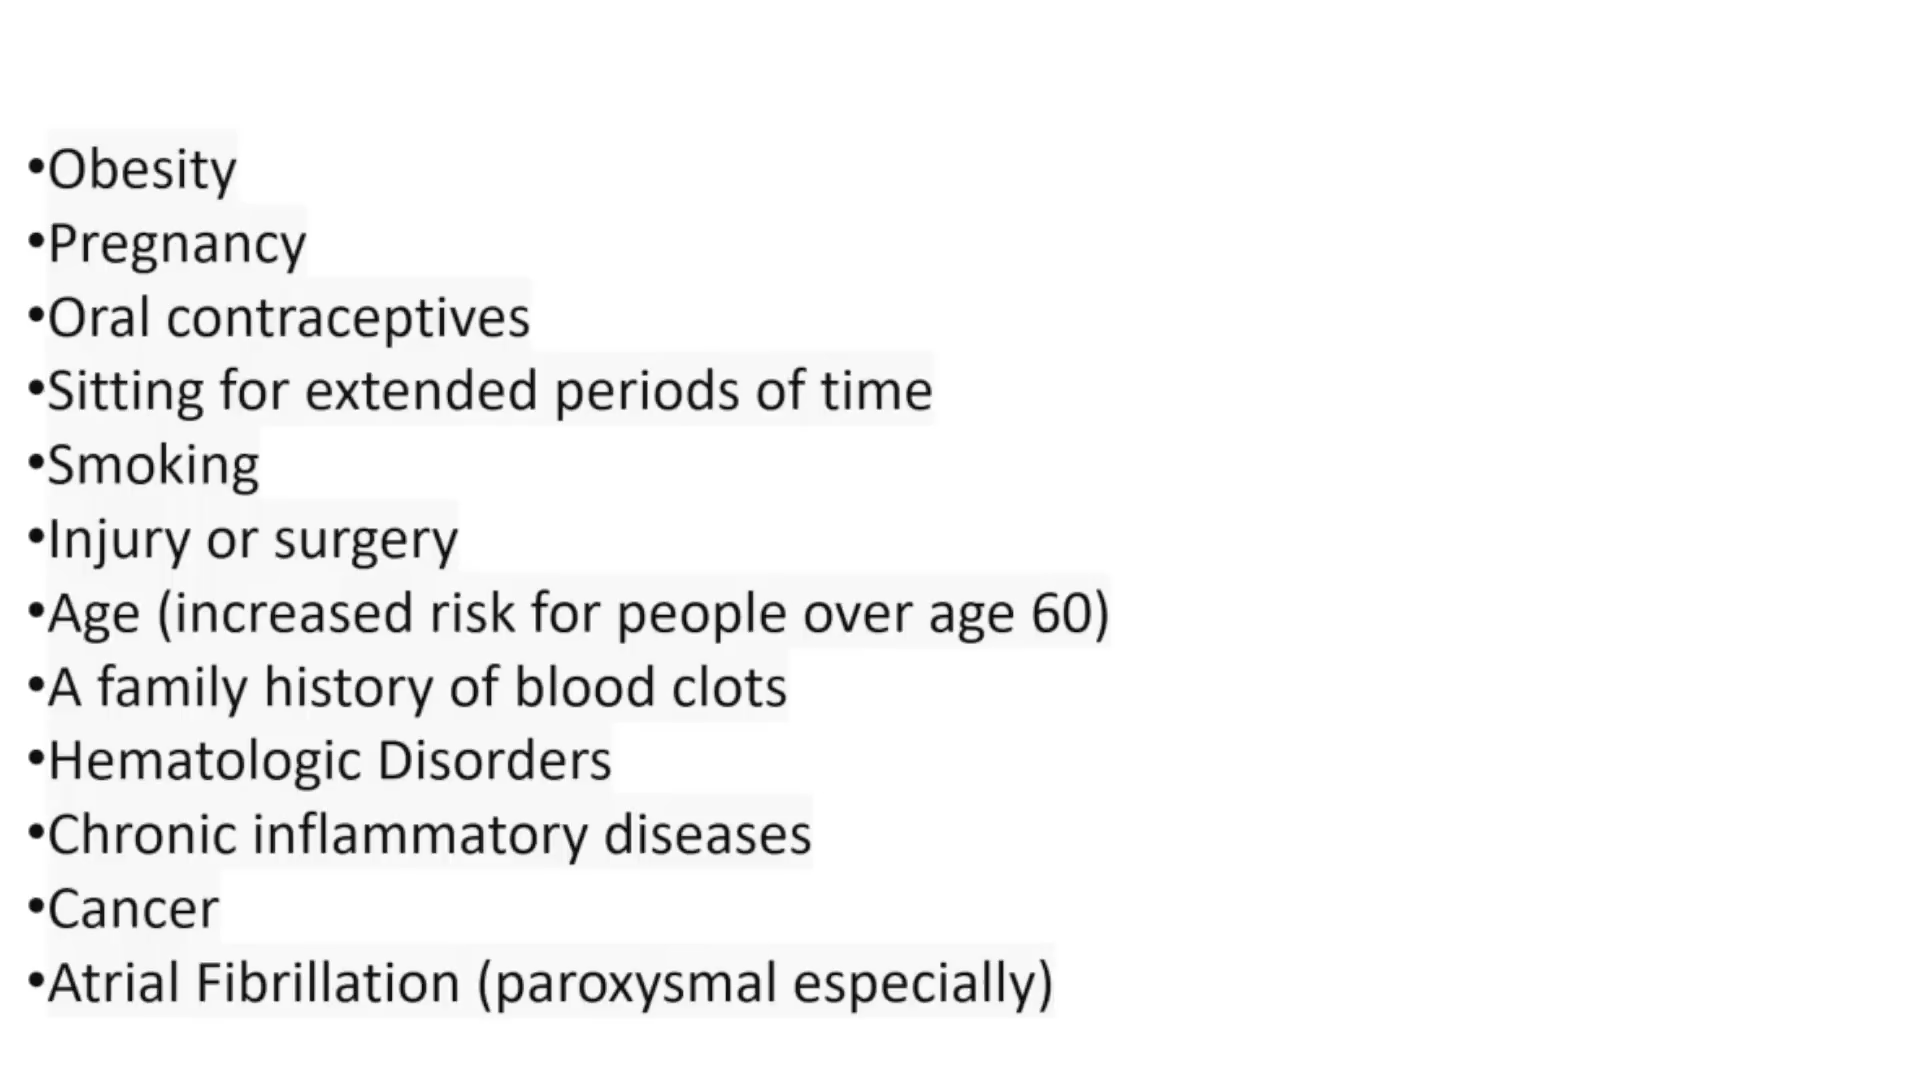 •Obesity
•Pregnancy
•Oral contraceptives
•Sitting for extended periods of time
•Smoking
•Injury or surgery
•Age (increased risk for people over age 60)
•A family history of blood clots
•Hematologic Disorders
•Chronic inflammatory diseases
•Cancer
•Atrial Fibrillation (paroxysmal especially)